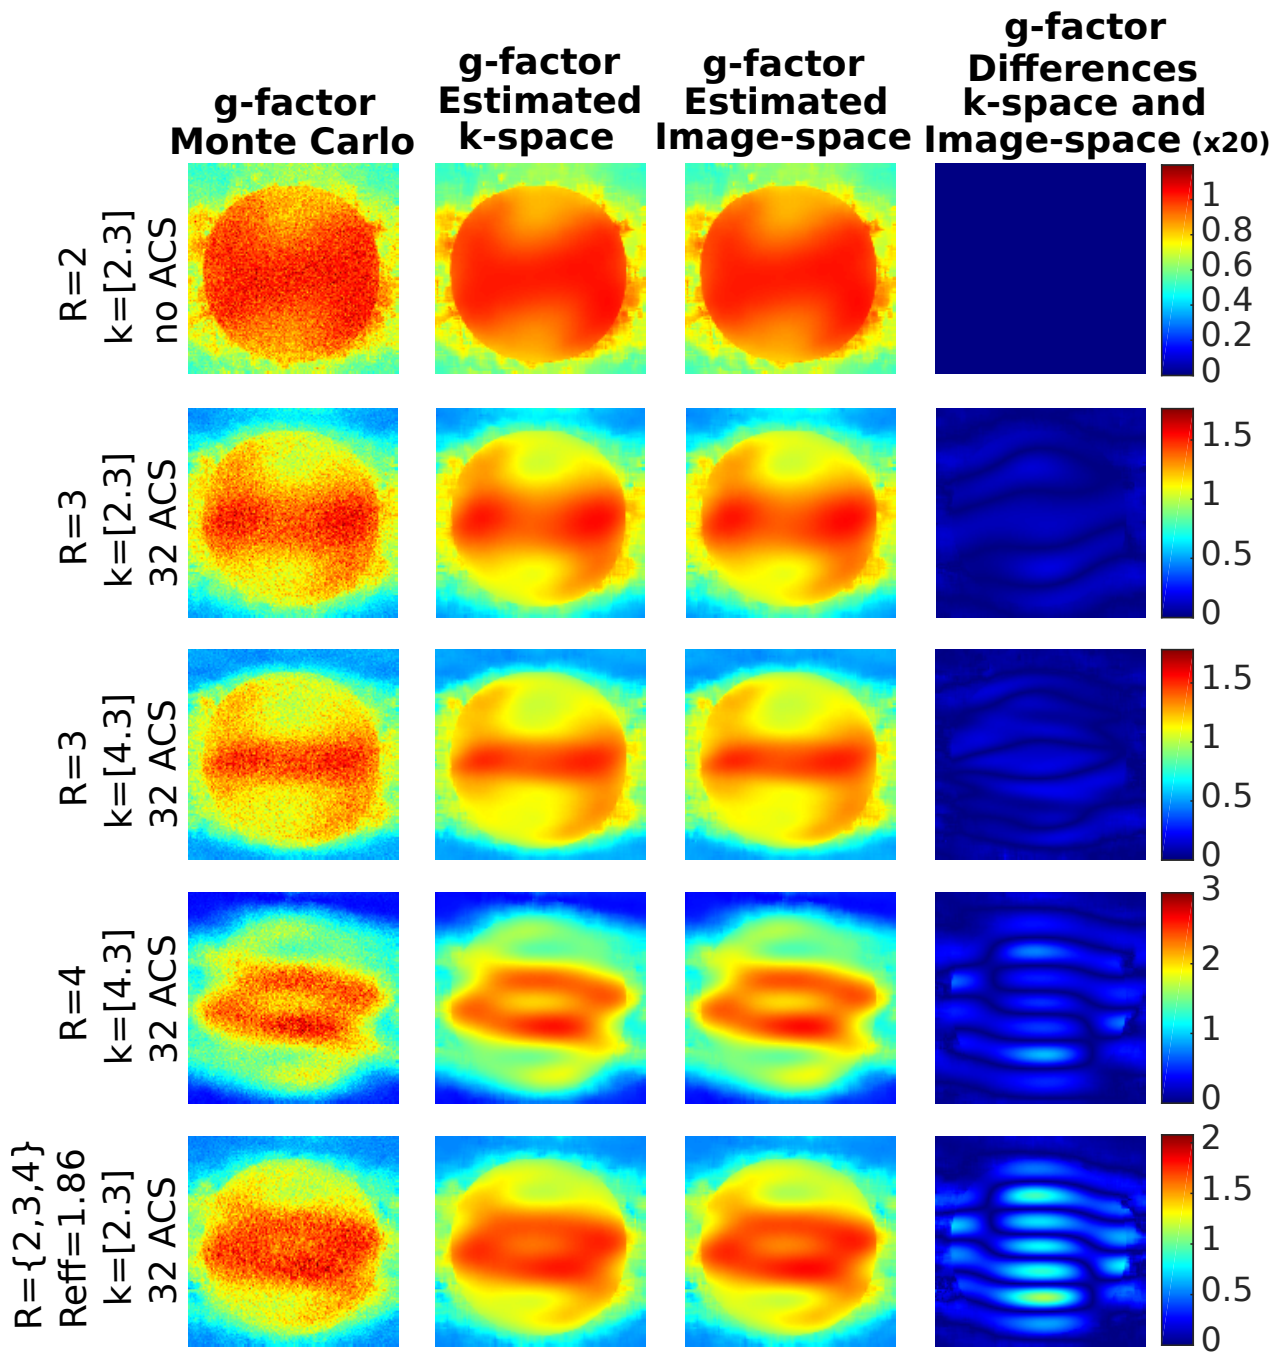 g-factor
Monte Carlo
g-factor
Estimated
k-space
g-factor
Estimated
Image-space
g-factor
Differences
k-space and
Image-space (x20)
R=2
k=[2.3]
no ACS
1
0.8
0.6
0.4
0.2
0
R=3
k=[2.3]
32 ACS
1.5
1
0.5
0
R=3
k=[4.3]
32 ACS
1.5
1
0.5
0
R=4
k=[4.3]
32 ACS
3
2
1
0
R={2,3,4}
Reff=1.86
k=[2.3]
32 ACS
2
1.5
1
0.5
0